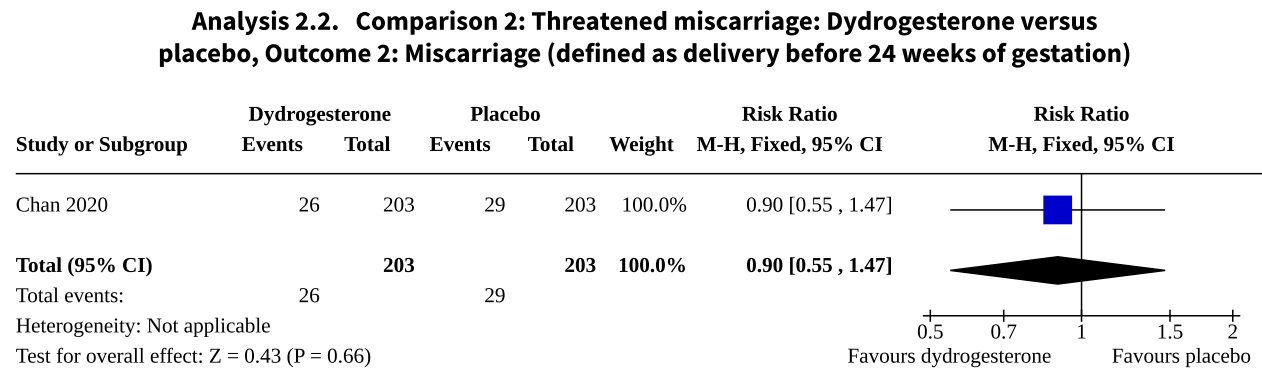 Analysis 2.2. Comparison 2: Threatened miscarriage: Dydrogesterone versus
placebo, Outcome 2: Miscarriage (defined as delivery before 24 weeks of gestation)
Dydrogesterone Placebo Risk Ratio Risk Ratio
Study or Subgroup Events Total Events Total Weight M-H, Fixed, 95% CI M-H, Fixed, 95% CI
Chan 2020 26 203 29 203 100.0% 0.90 [0.55 , 1.47]
Total (95% CI) 203 203 100.0% 0.90 [0.55 , 1.47]
Total events: 26 29
Heterogeneity: Not applicable
0.5 0.7 1 1.5 2
Test for overall effect: Z = 0.43 (P = 0.66) Favours dydrogesterone Favours placebo